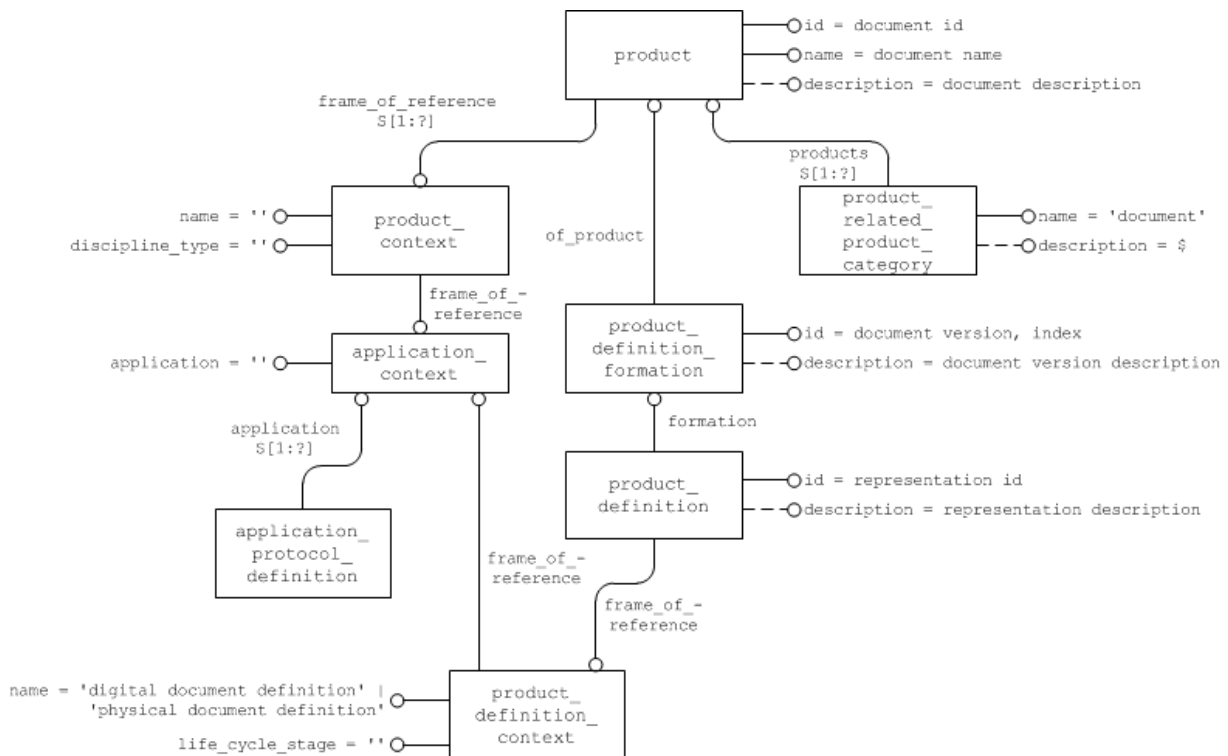 id = document id
product
name = document name
description = document description
frame_of_reference
S[1:?]
products
S[1:?]
product_
related_
product_
category
name = 'document'
description = $
name = ''
discipline_type = ''
product_
context
of_product
frame_of_-
reference
application = ''
application_
context
product_
definition_
formation
id = document version, index
description = document version description
application
S[1:?]
formation
product_
definition
id = representation id
description = representation description
application_
protocol_
definition
frame_of_-
reference
frame_of_-
reference
name = 'digital document definition' |
'physical document definition'
life_cycle_stage = ''
product_
definition_
context